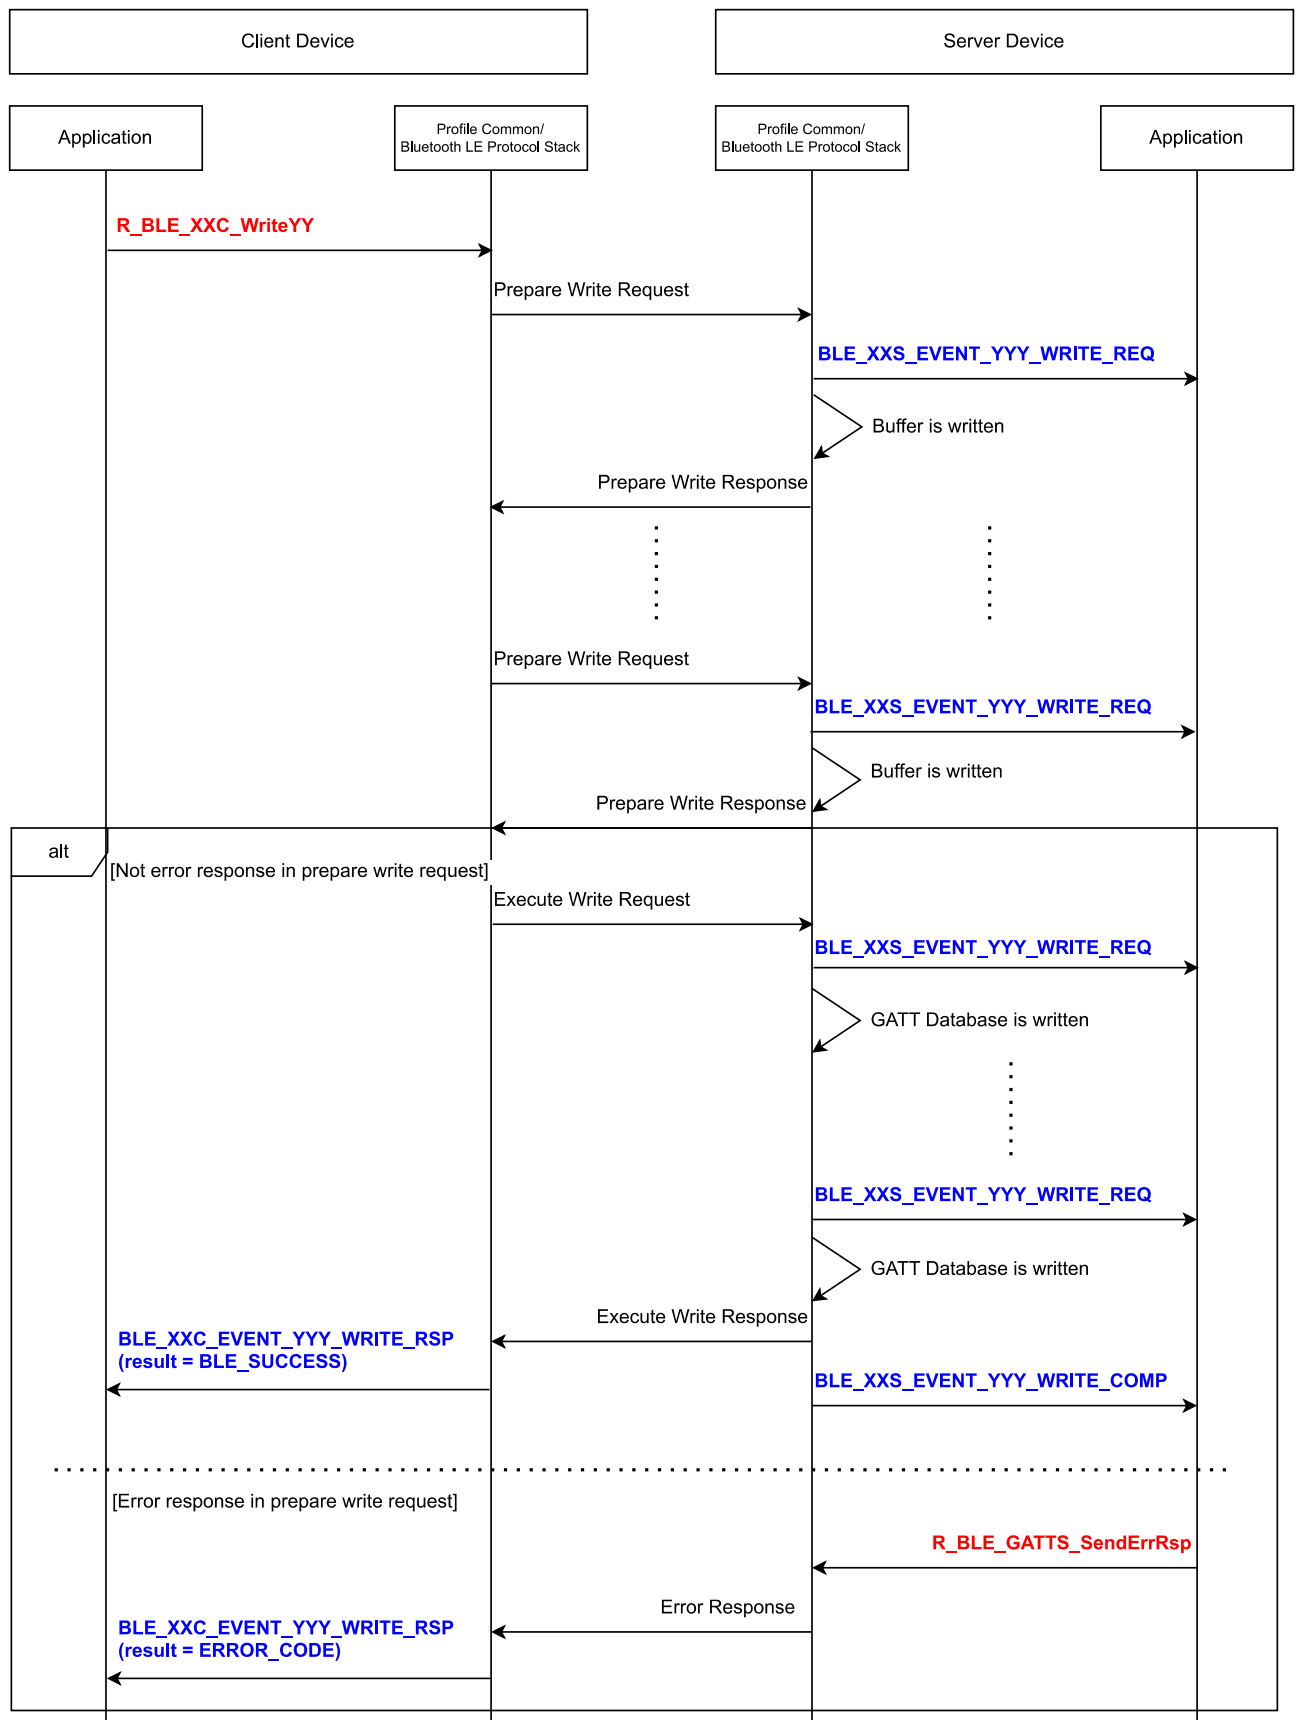 Client Device
Server Device
Application
Profile Common/
Bluetooth LE Protocol Stack
Profile Common/
Bluetooth LE Protocol Stack
Application
R_BLE_XXC_WriteYY
Prepare Write Request
BLE_XXS_EVENT_YYY_WRITE_REQ
Buffer is written
Prepare Write Response
Prepare Write Request
BLE_XXS_EVENT_YYY_WRITE_REQ
Buffer is written
Prepare Write Response
alt
[Not error response in prepare write request]
Execute Write Request
BLE_XXS_EVENT_YYY_WRITE_REQ
GATT Database is written
BLE_XXS_EVENT_YYY_WRITE_REQ
GATT Database is written
Execute Write Response
BLE_XXC_EVENT_YYY_WRITE_RSP
(result = BLE_SUCCESS)
BLE_XXS_EVENT_YYY_WRITE_COMP
[Error response in prepare write request]
R_BLE_GATTS_SendErrRsp
Error Response
BLE_XXC_EVENT_YYY_WRITE_RSP
(result = ERROR_CODE)